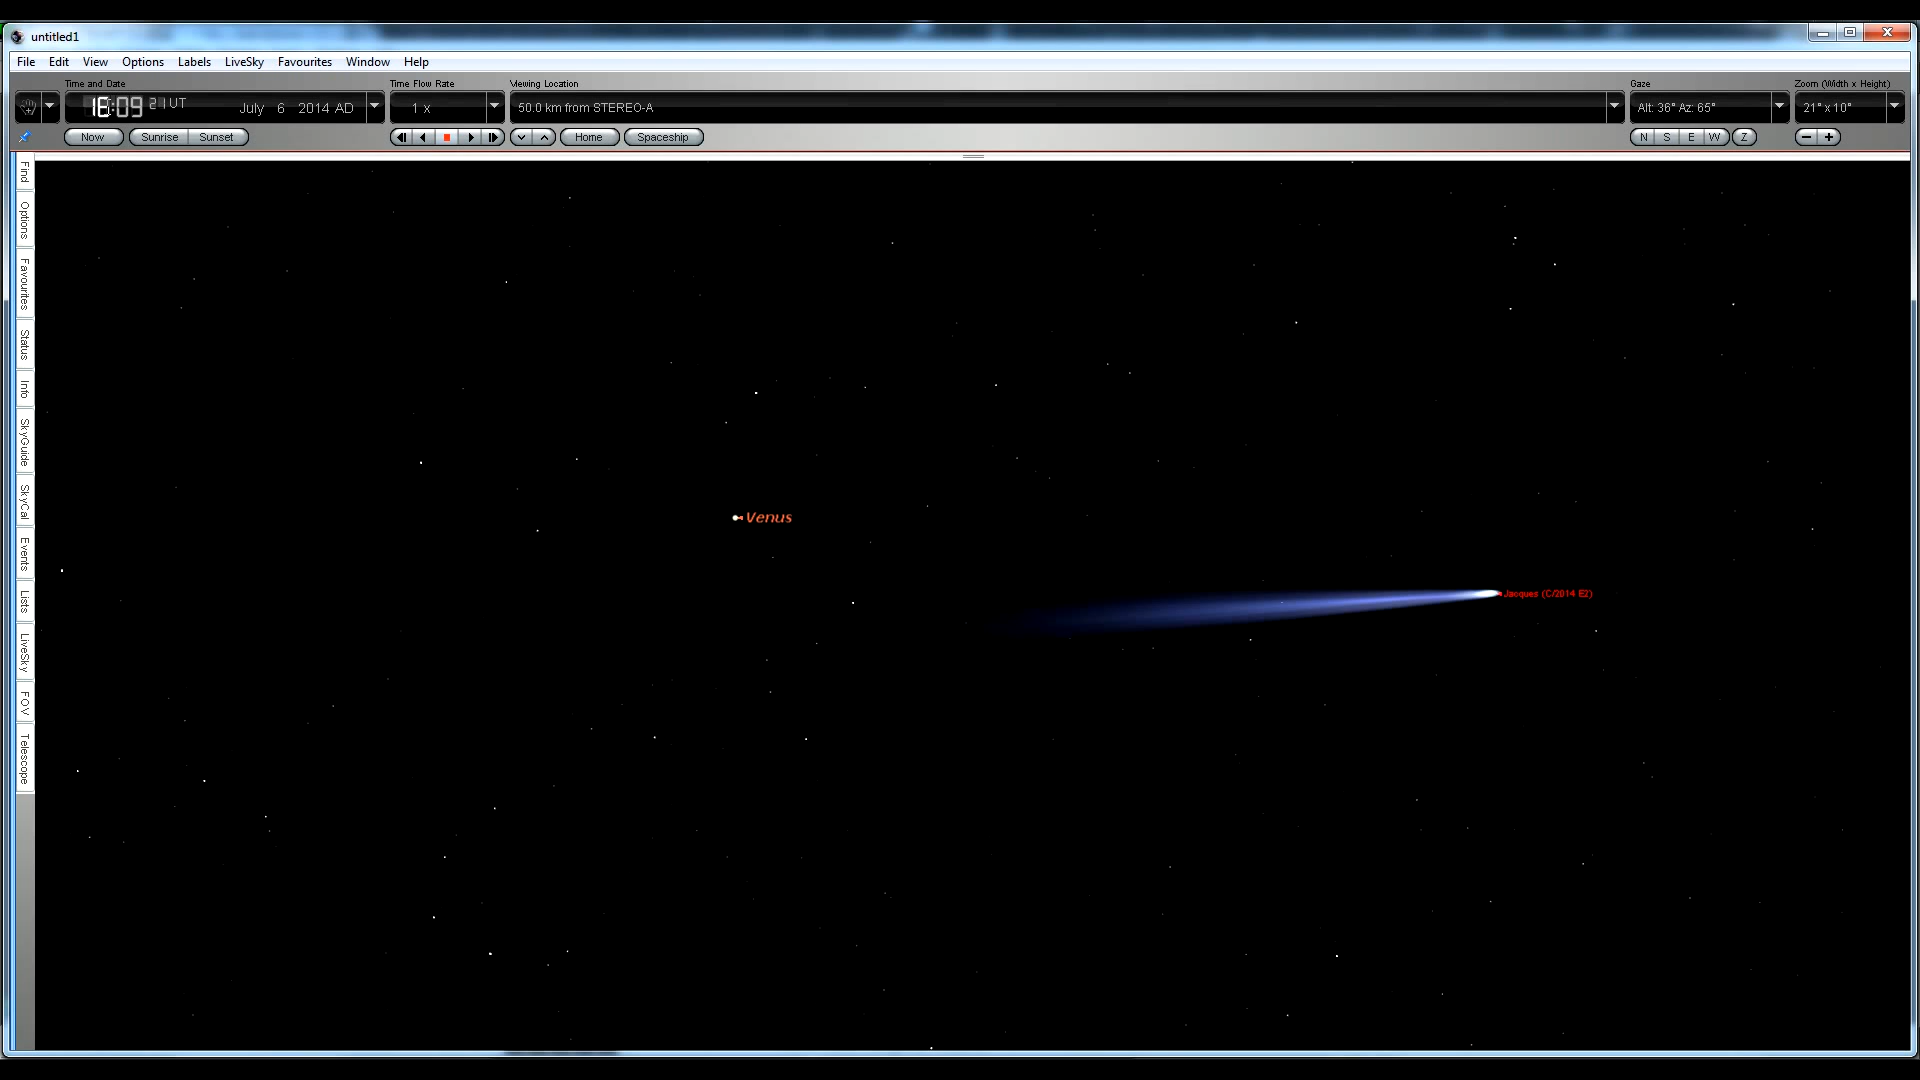 untitled1
File Edit View Options Labels LiveSky Favourites Window Help
Time and Date Time Flow Rate Viewing Location Gaze Zoom (Width x Height)
:09 UT July 6 2014 AD 1 x 50.0 km from STEREO-A Alt: 36° Az: 65° 21° x 10°
Now Sunrise Sunset Home Spaceship N S E W Z
Find
Options
Favourites
Status
Info
SkyGuide
SkyCal
Events
Lists
LiveSky
FOV
Telescope
Venus
Jacques (C/2014 E2)